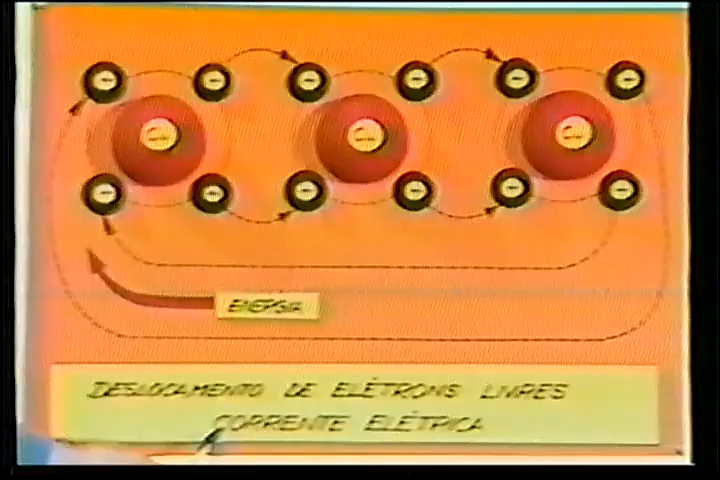 Cu Cu Cu
ENERGIA
DESLOCAMENTO DE ELÉTRONS LIVRES
CORRENTE ELÉTRICA